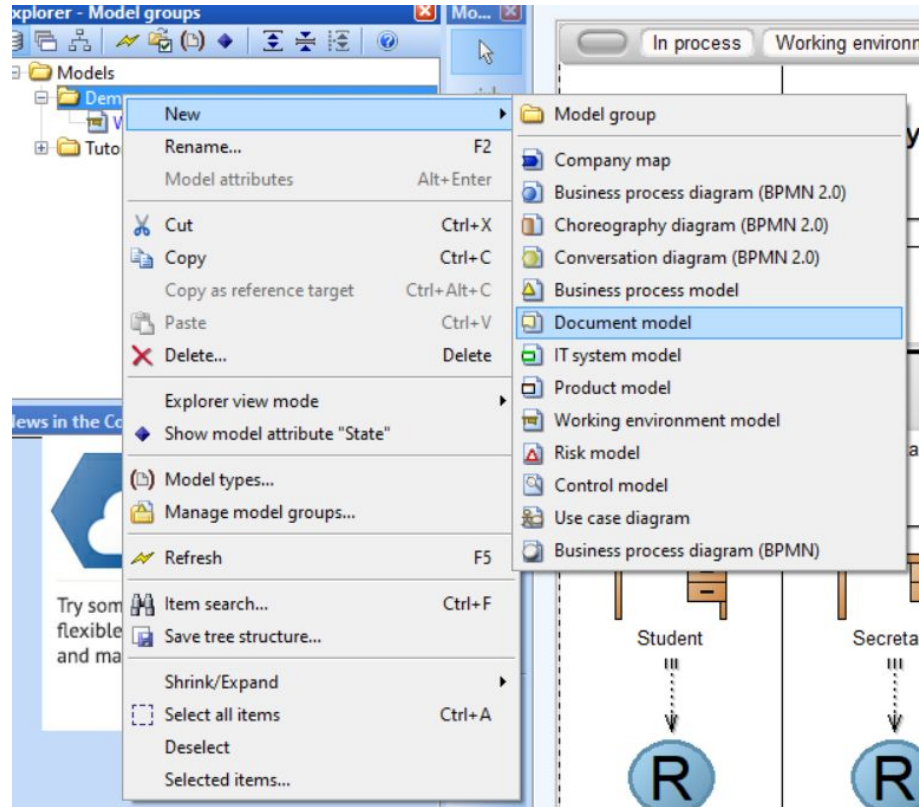 xplorer - Model groups
Mo...
In process
Working environm
Models
Dem
W
Tuto
New
Rename... F2
Model attributes Alt+Enter
Cut Ctrl+X
Copy Ctrl+C
Copy as reference target Ctrl+Alt+C
Paste Ctrl+V
Delete... Delete
Explorer view mode
Show model attribute "State"
Model types...
Manage model groups...
Refresh F5
Item search... Ctrl+F
Save tree structure...
Shrink/Expand
Select all items Ctrl+A
Deselect
Selected items...
Model group
Company map
Business process diagram (BPMN 2.0)
Choreography diagram (BPMN 2.0)
Conversation diagram (BPMN 2.0)
Business process model
Document model
IT system model
Product model
Working environment model
Risk model
Control model
Use case diagram
Business process diagram (BPMN)
lews in the Co
Try som
flexible
and ma
Student
Secreta
R
R